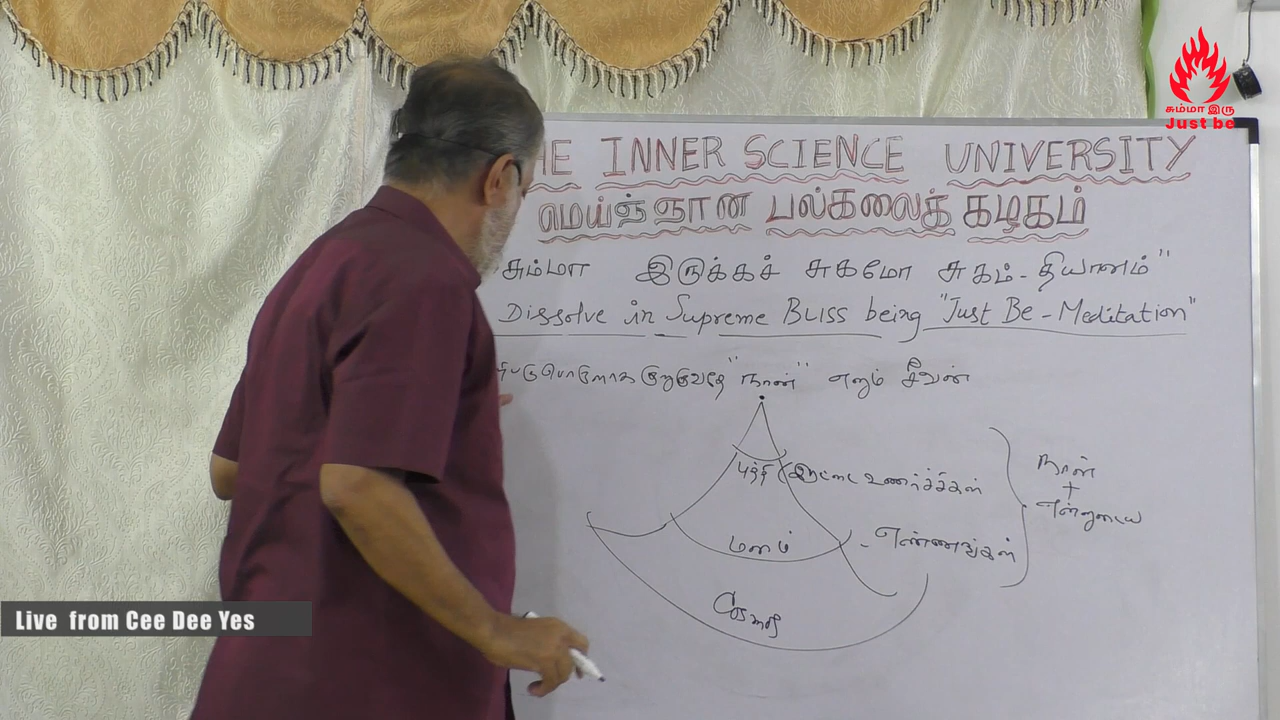 சும்மா இரு
Just be
THE INNER SCIENCE UNIVERSITY
மெய்ஞ்ஞான பல்கலைக் கழகம்
சும்மா இருக்கச் சுகமோ சுகம் - தியானம்"
Dissolve in Supreme BLISS being "Just Be - Meditation"
"நான்" எனும் சீவன்
புத்தி (இரட்டை உணர்ச்சிகள்
நான்
+
என்னுடைய
மனம் - எண்ணங்கள்
Live from Cee Dee Yes